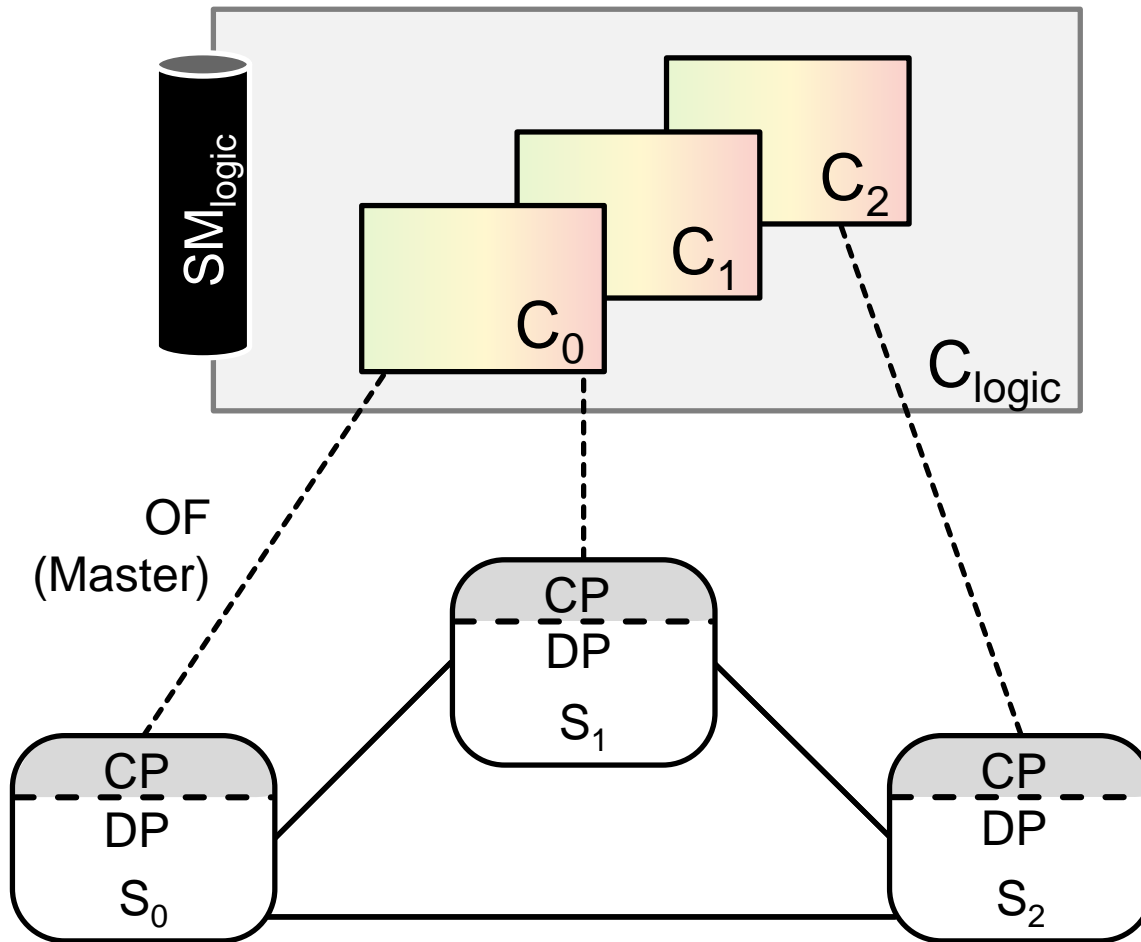 SM_logic
C_2
C_1
C_0
C_logic
OF
(Master)
CP
DP
S_1
CP
DP
S_0
CP
DP
S_2